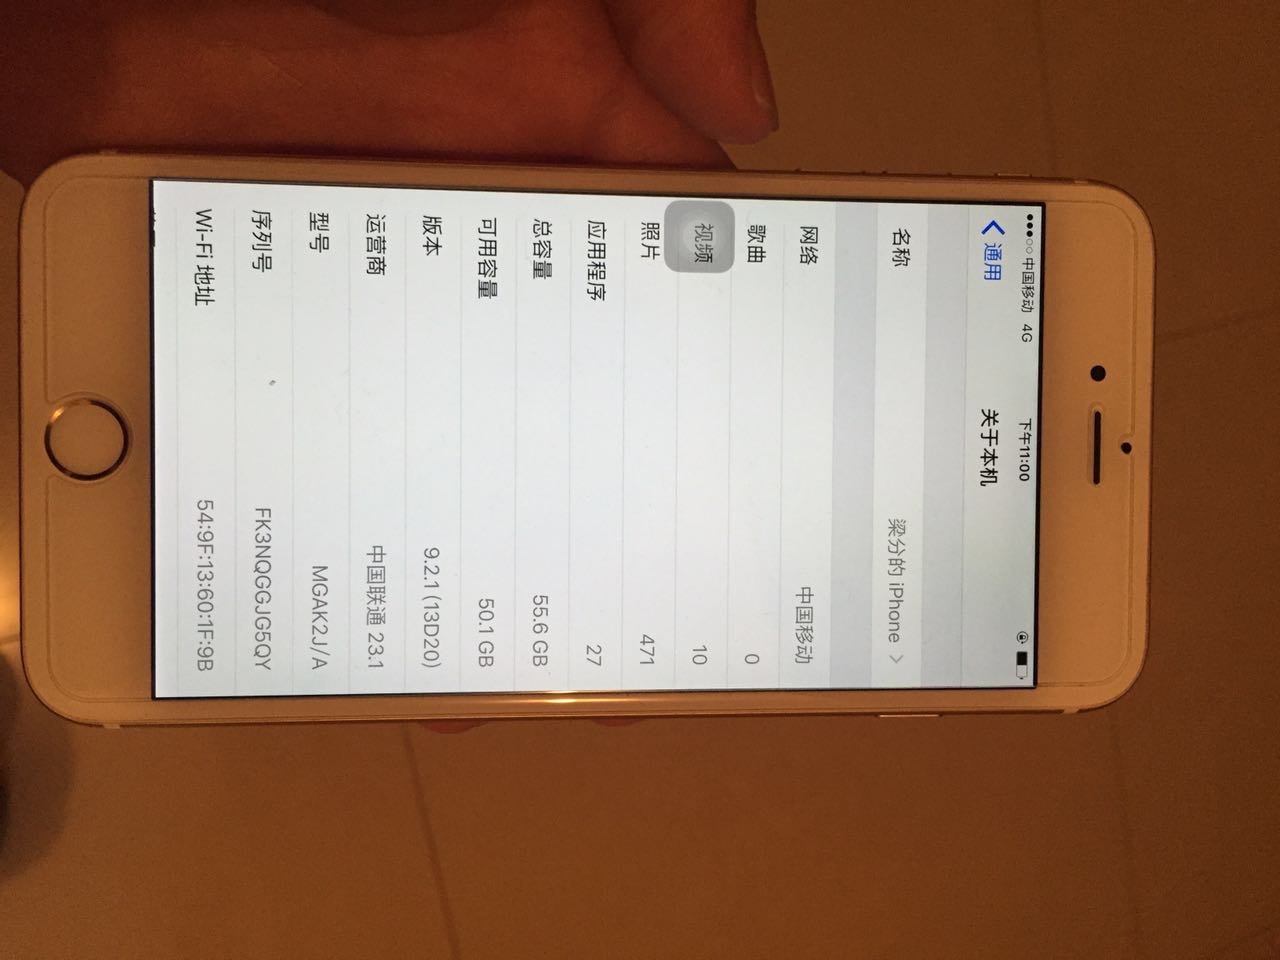 ●●●○○ 中国移动 4G 下午11:00
通用 关于本机
名称 梁分的 iPhone
网络 中国移动
歌曲 0
视频 10
照片 471
应用程序 27
总容量 55.6 GB
可用容量 50.1 GB
版本 9.2.1 (13D20)
运营商 中国联通 23.1
型号 MGAK2J/A
序列号 FK3NQGGJG5QY
Wi-Fi 地址 54:9F:13:60:1F:9B